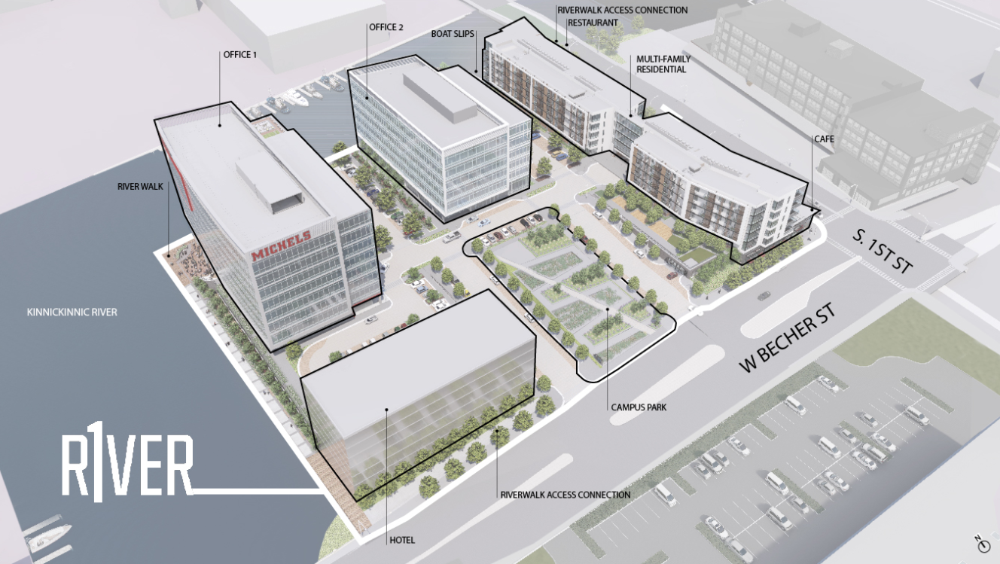 RIVERWALK ACCESS CONNECTION
RESTAURANT
OFFICE 2
BOAT SLIPS
OFFICE 1
MULTI-FAMILY
RESIDENTIAL
CAFE
RIVER WALK
MICHELS
S. 1ST ST
KINNICKINNIC RIVER
W BECHER ST
CAMPUS PARK
R1VER
RIVERWALK ACCESS CONNECTION
HOTEL
N